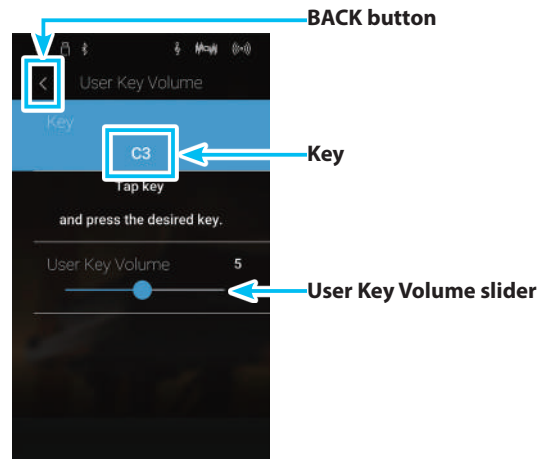 BACK button
User Key Volume
Key
C3
Key
Tap key
and press the desired key.
User Key Volume 5
User Key Volume slider